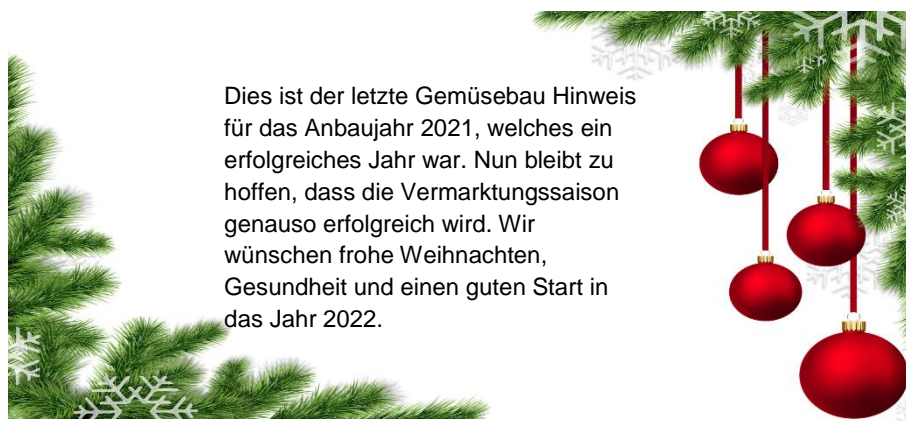 Dies ist der letzte Gemüsebau Hinweis
für das Anbaujahr 2021, welches ein
erfolgreiches Jahr war. Nun bleibt zu
hoffen, dass die Vermarktungssaison
genauso erfolgreich wird. Wir
wünschen frohe Weihnachten,
Gesundheit und einen guten Start in
das Jahr 2022.